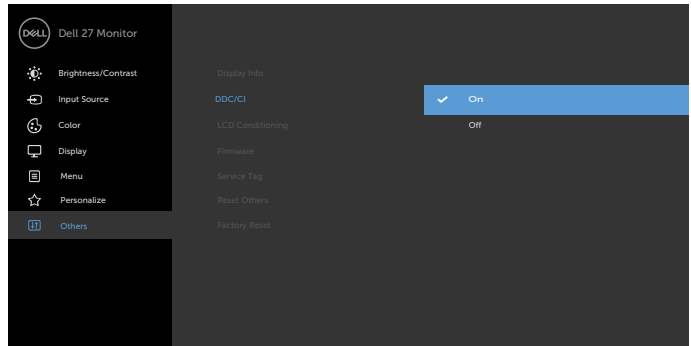 DELL Dell 27 Monitor
Brightness/Contrast
Input Source
Color
Display
Menu
Personalize
Others
Display Info
DDC/CI
LCD Conditioning
Firmware
Service Tag
Reset Others
Factory Reset
On
Off